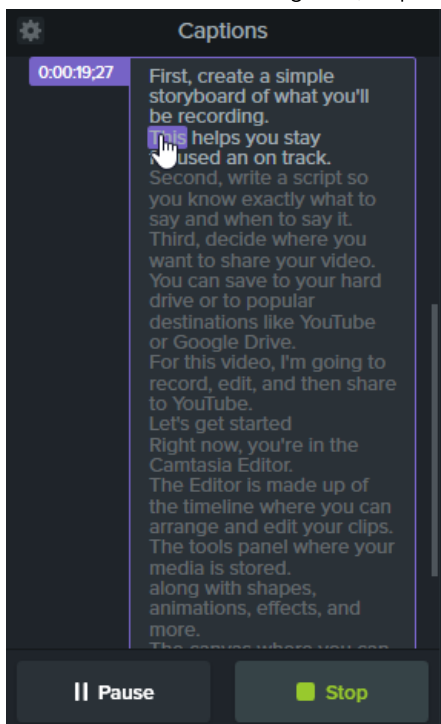 Captions
0:00:19;27
First, create a simple
storyboard of what you'll
be recording.
This helps you stay
used an on track.
Second, write a script so
you know exactly what to
say and when to say it.
Third, decide where you
want to share your video.
You can save to your hard
drive or to popular
destinations like YouTube
or Google Drive.
For this video, I'm going to
record, edit, and then share
to YouTube.
Let's get started
Right now, you're in the
Camtasia Editor.
The Editor is made up of
the timeline where you can
arrange and edit your clips.
The tools panel where your
media is stored.
along with shapes,
animations, effects, and
more.
The canvas where you can
Pause
Stop